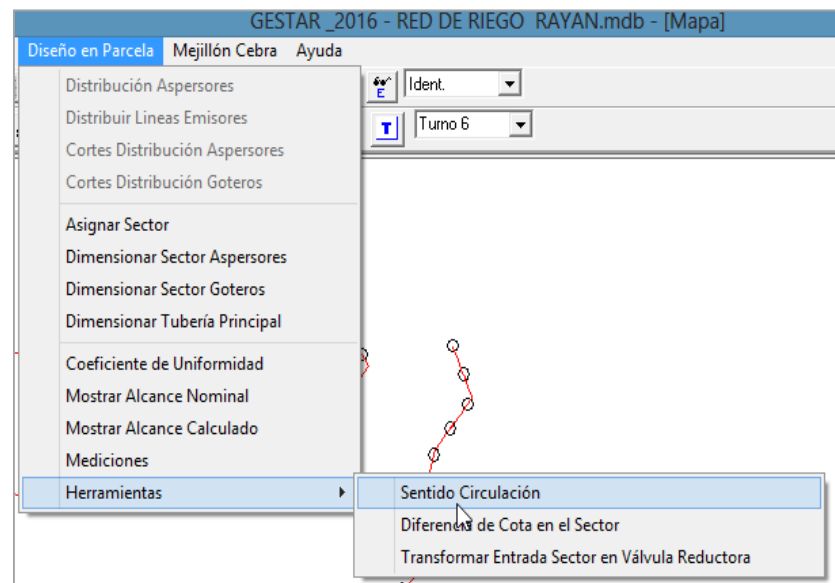 GESTAR _2016 - RED DE RIEGO RAYAN.mdb - [Mapa]
Diseño en Parcela Mejillón Cebra Ayuda
Distribución Aspersores
E Ident.
Distribuir Lineas Emisores
T Turno 6
Cortes Distribución Aspersores
Cortes Distribución Goteros
Asignar Sector
Dimensionar Sector Aspersores
Dimensionar Sector Goteros
Dimensionar Tubería Principal
Coeficiente de Uniformidad
Mostrar Alcance Nominal
Mostrar Alcance Calculado
Mediciones
Herramientas
Sentido Circulación
Diferencia de Cota en el Sector
Transformar Entrada Sector en Válvula Reductora